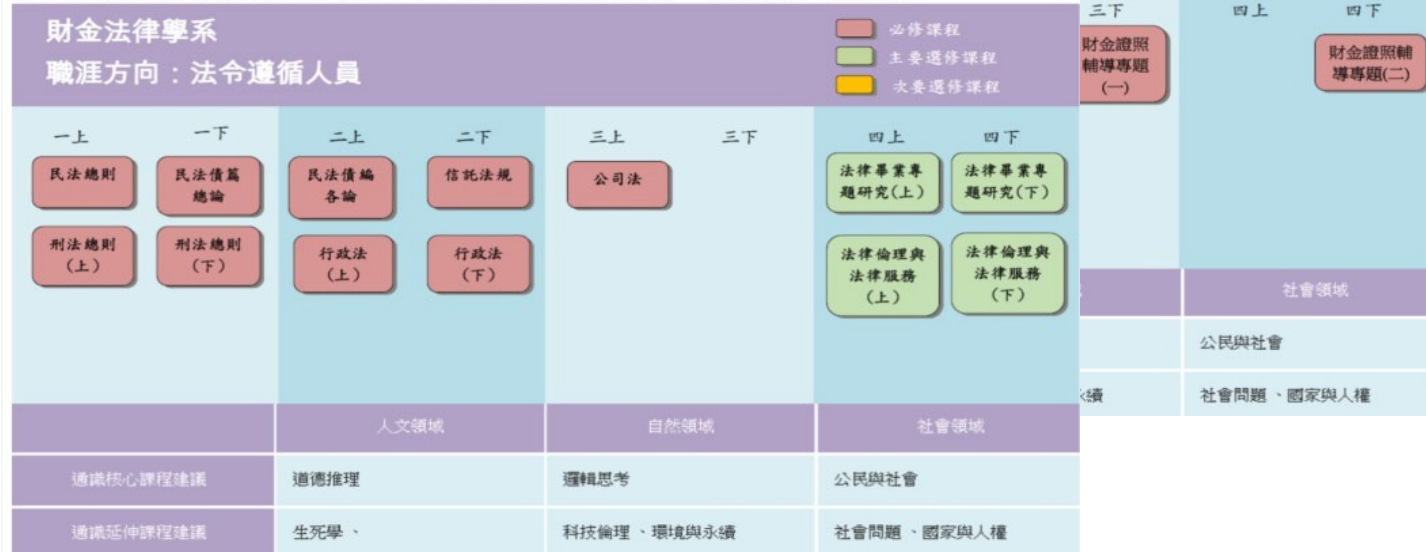 財金法律學系
職涯方向：法令遵循人員
必修課程
主要選修課程
次要選修課程
一上
一下
二上
二下
三上
三下
四上
四下
民法總則
民法債篇
總論
民法債編
各論
信託法規
公司法
法律畢業專
題研究(上)
法律畢業專
題研究(下)
刑法總則
(上)
刑法總則
(下)
行政法
(上)
行政法
(下)
法律倫理與
法律服務
(上)
法律倫理與
法律服務
(下)
人文領域
自然領域
社會領域
通識核心課程建議
道德推理
邏輯思考
公民與社會
通識延伸課程建議
生死學、
科技倫理、環境與永續
社會問題、國家與人權
三下
四上
四下
財金證照
輔導專題
(一)
財金證照輔
導專題(二)
社會領域
公民與社會
續
社會問題、國家與人權